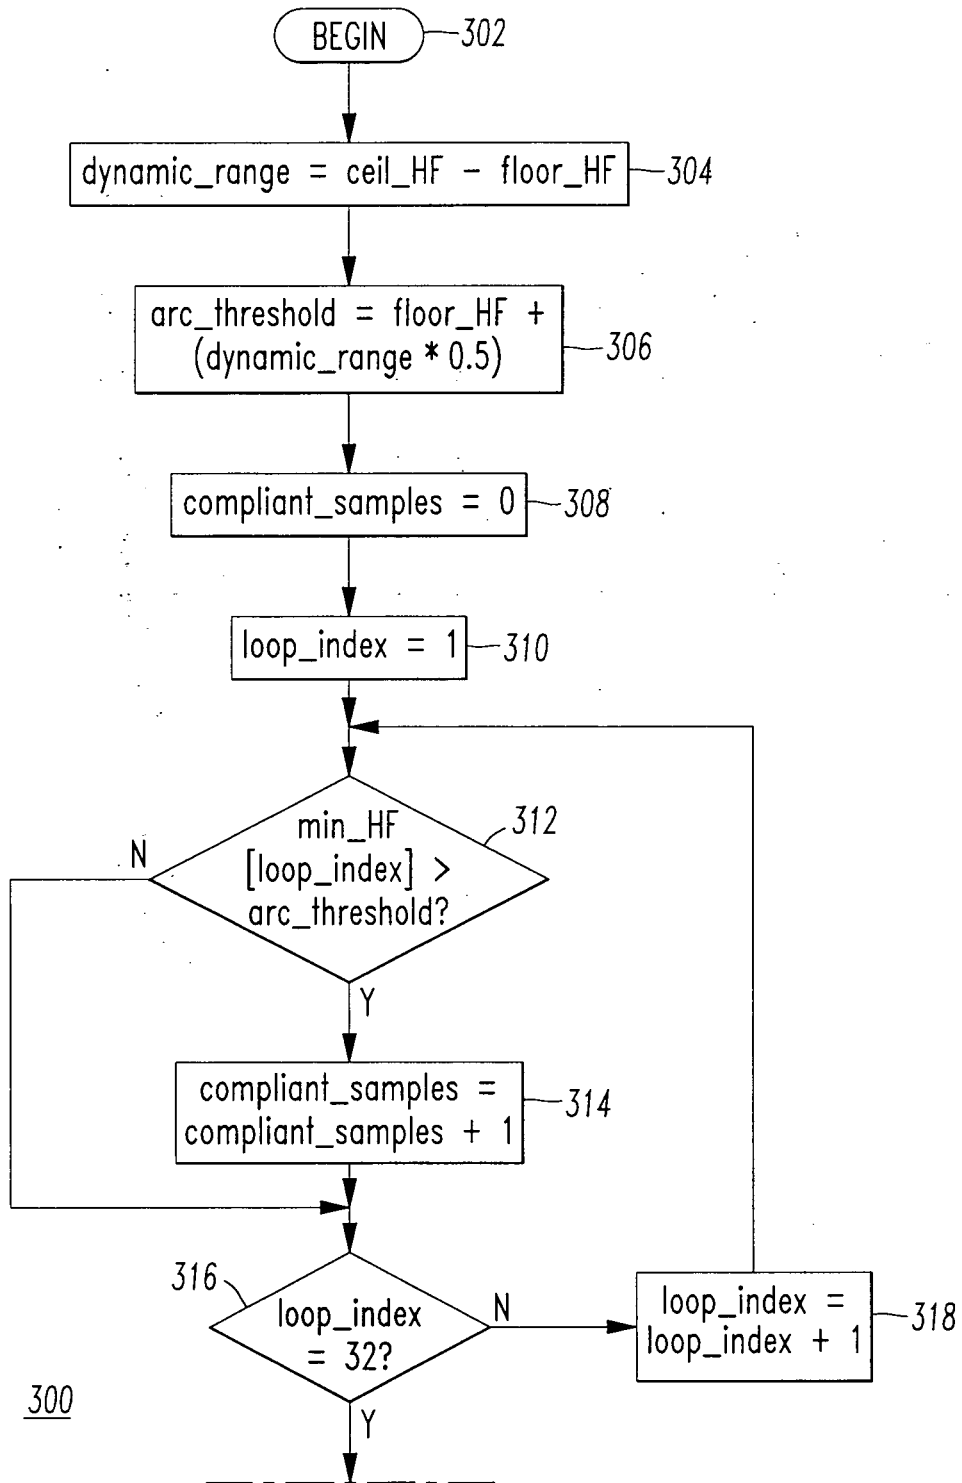 BEGIN
302
dynamic_range = ceil_HF - floor_HF
304
arc_threshold = floor_HF +
(dynamic_range * 0.5)
306
compliant_samples = 0
308
loop_index = 1
310
min_HF
[loop_index] >
arc_threshold?
312
N
Y
compliant_samples =
compliant_samples + 1
314
316
loop_index
= 32?
N
loop_index =
loop_index + 1
318
Y
300